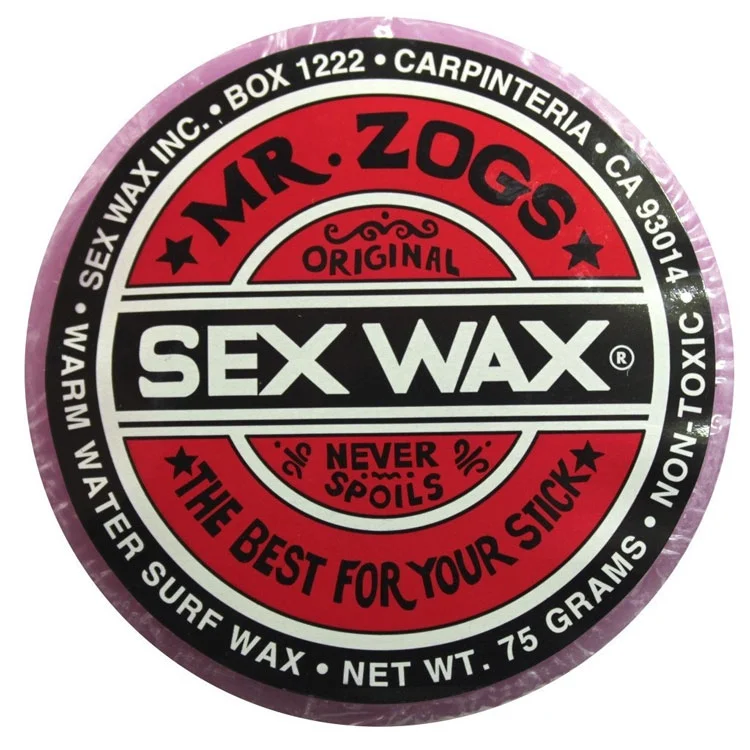 SEX WAX INC. • BOX 1222 • CARPINTERIA • CA 93014 •
MR. ZOGS
ORIGINAL
SEX WAX®
NEVER
SPOILS
THE BEST FOR YOUR STICK
• WARM WATER SURF WAX • NET WT. 75 GRAMS • NON-TOXIC